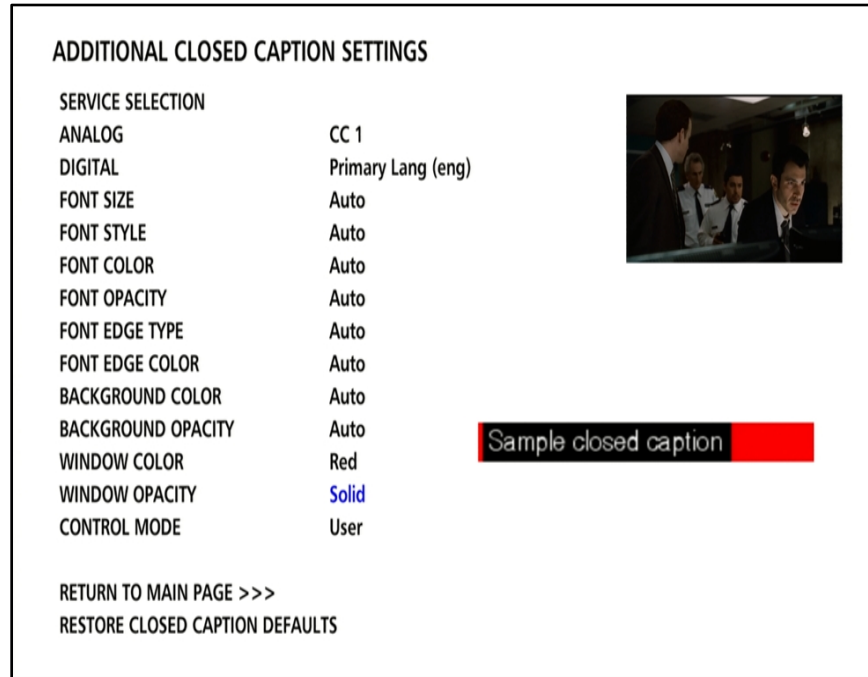 ADDITIONAL CLOSED CAPTION SETTINGS
SERVICE SELECTION
ANALOG CC 1
DIGITAL Primary Lang (eng)
FONT SIZE Auto
FONT STYLE Auto
FONT COLOR Auto
FONT OPACITY Auto
FONT EDGE TYPE Auto
FONT EDGE COLOR Auto
BACKGROUND COLOR Auto
BACKGROUND OPACITY Auto
Sample closed caption
WINDOW COLOR Red
WINDOW OPACITY Solid
CONTROL MODE User
RETURN TO MAIN PAGE >>>
RESTORE CLOSED CAPTION DEFAULTS